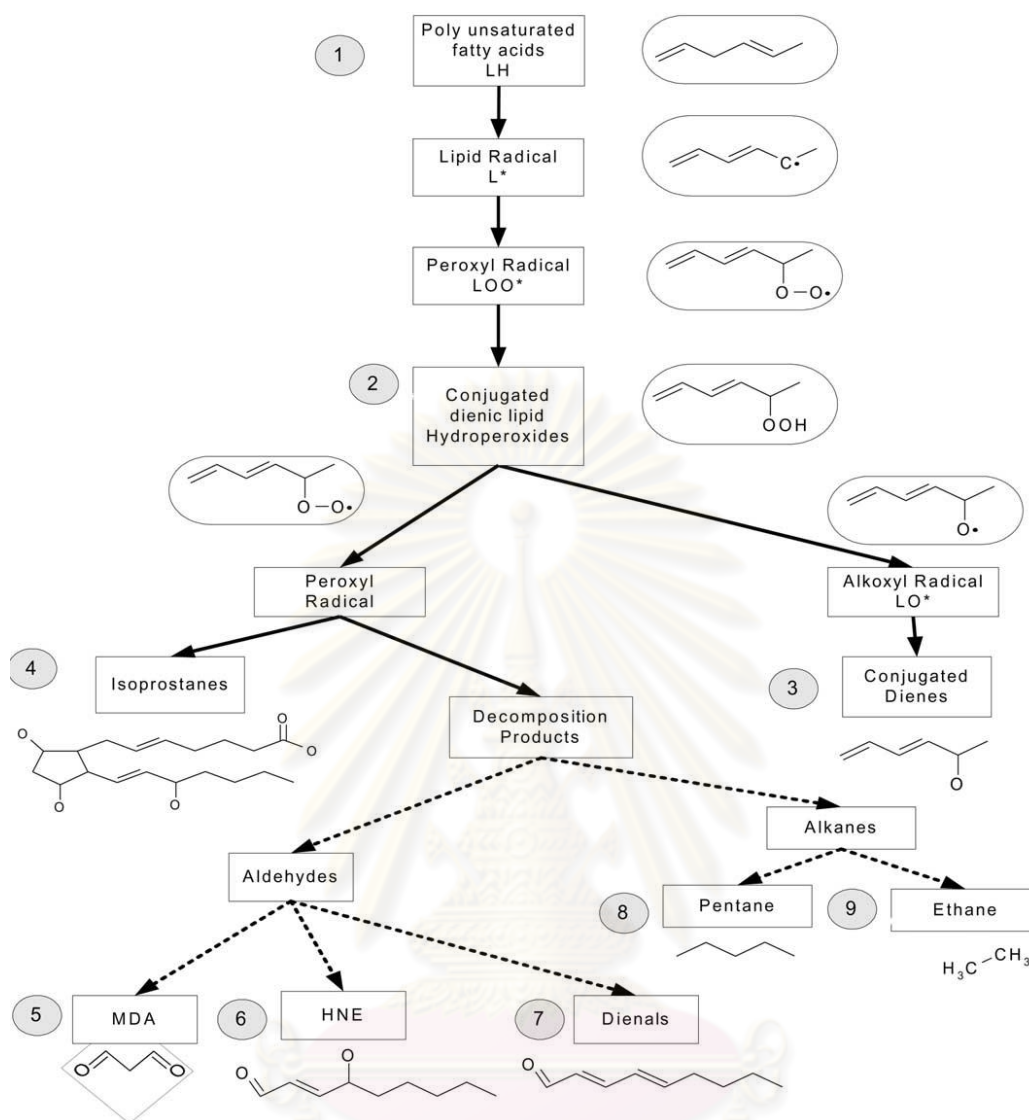 1
Poly unsaturated
fatty acids
LH
Lipid Radical
L*
C•
Peroxyl Radical
LOO*
O—O•
2
Conjugated
dienic lipid
Hydroperoxides
OOH
O—O•
O•
Peroxyl
Radical
Alkoxyl Radical
LO*
4
Isoprostanes
3
Conjugated
Dienes
Decomposition
Products
O
O
O
O
O
O
Alkanes
Aldehydes
8
Pentane
9
Ethane
H₃C—CH₃
5
MDA
6
HNE
7
Dienals
O
O
O
O
O